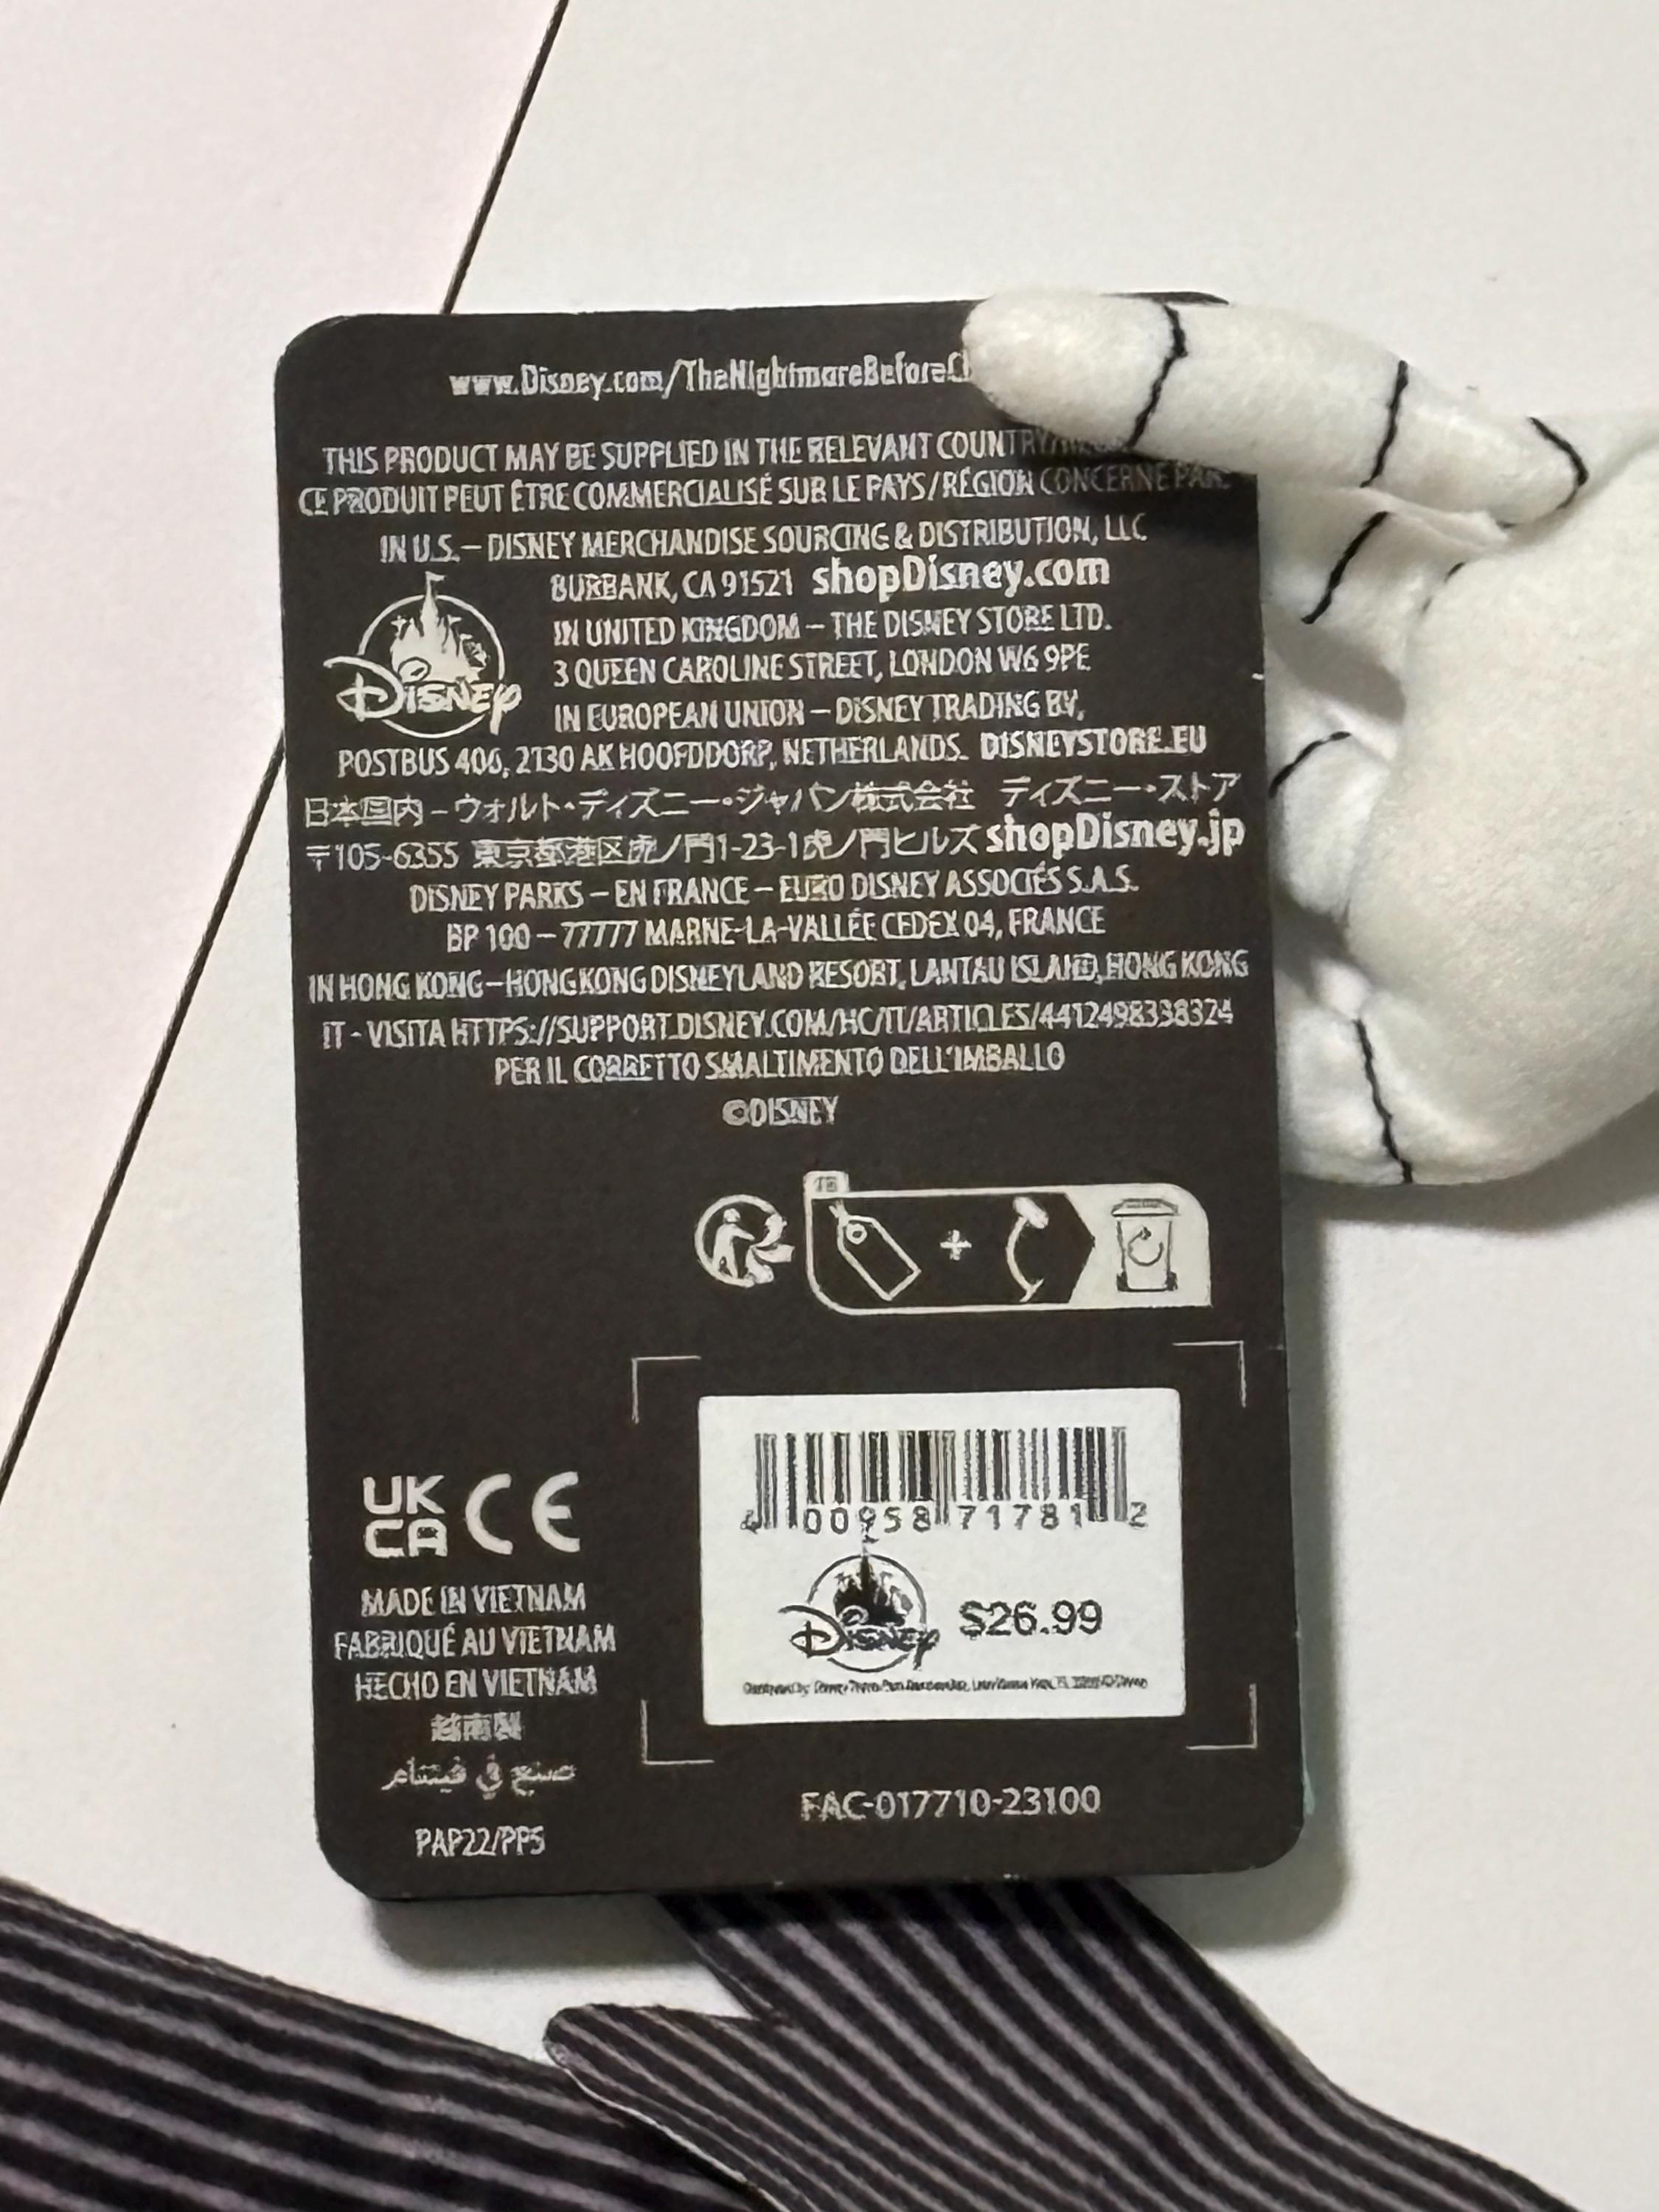 www.Disney.com/TheNightmareBefore
THIS PRODUCT MAY BE SUPPLIED IN THE RELEVANT COUNTRY
CE PRODUIT PEUT ÊTRE COMMERCIALISÉ SUR LE PAYS/RÉGION CONCERNÉ PAR:
IN U.S. – DISNEY MERCHANDISE SOURCING & DISTRIBUTION, LLC
BURBANK, CA 91521 shopDisney.com
IN UNITED KINGDOM – THE DISNEY STORE LTD.
3 QUEEN CAROLINE STREET, LONDON W6 9PE
Disney
IN EUROPEAN UNION – DISNEY TRADING BV,
POSTBUS 406, 2130 AK HOOFDDORP, NETHERLANDS. DISNEYSTORE.EU
日本国内 – ウォルト・ディズニー・ジャパン株式会社 ディズニー・ストア
〒105-6355 東京都港区虎ノ門1-23-1虎ノ門ヒルズ shopDisney.jp
DISNEY PARKS – EN FRANCE – EURO DISNEY ASSOCIÉS S.A.S.
BP 100 – 77777 MARNE-LA-VALLÉE CEDEX 04, FRANCE
IN HONG KONG – HONG KONG DISNEYLAND RESORT, LANTAU ISLAND, HONG KONG
IT - VISITA HTTPS://SUPPORT.DISNEY.COM/HC/IT/ARTICLES/4412498338324
PER IL CORRETTO SMALTIMENTO DELL'IMBALLO
©DISNEY
UK
CA CE
MADE IN VIETNAM
FABRIQUÉ AU VIETNAM
HECHO EN VIETNAM
صنع في فيتنام
PAP22/PP5
4 00958 71781 2
Disney $26.99
FAC-017710-23100